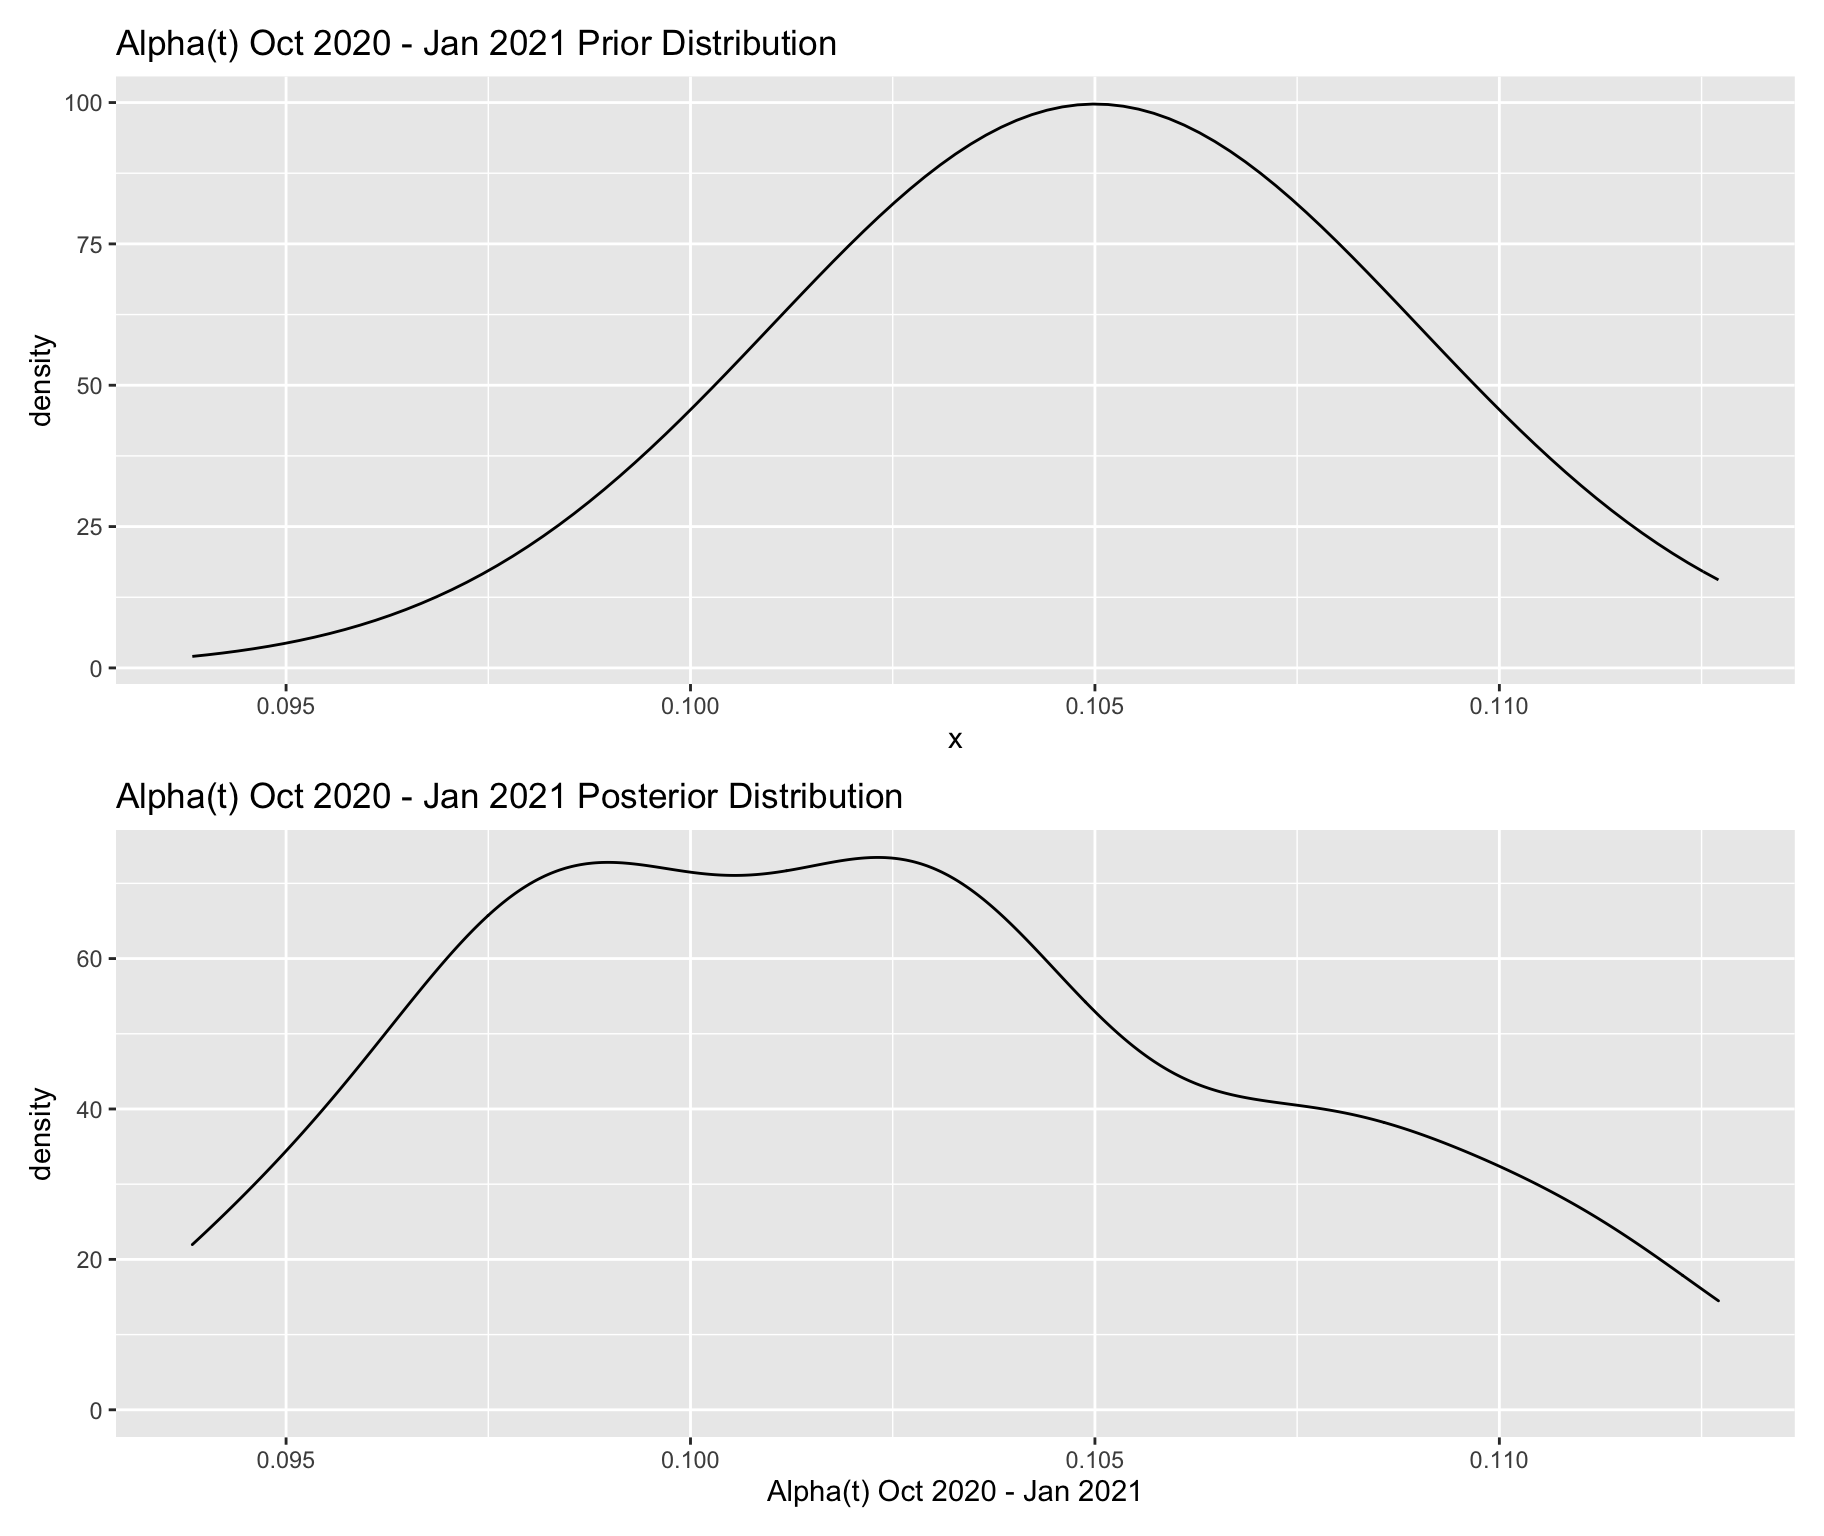 Alpha(t) Oct 2020 - Jan 2021 Prior Distribution
100
75
50
25
0
density
0.095 0.100 0.105 0.110
x
Alpha(t) Oct 2020 - Jan 2021 Posterior Distribution
60
40
20
0
density
0.095 0.100 0.105 0.110
Alpha(t) Oct 2020 - Jan 2021